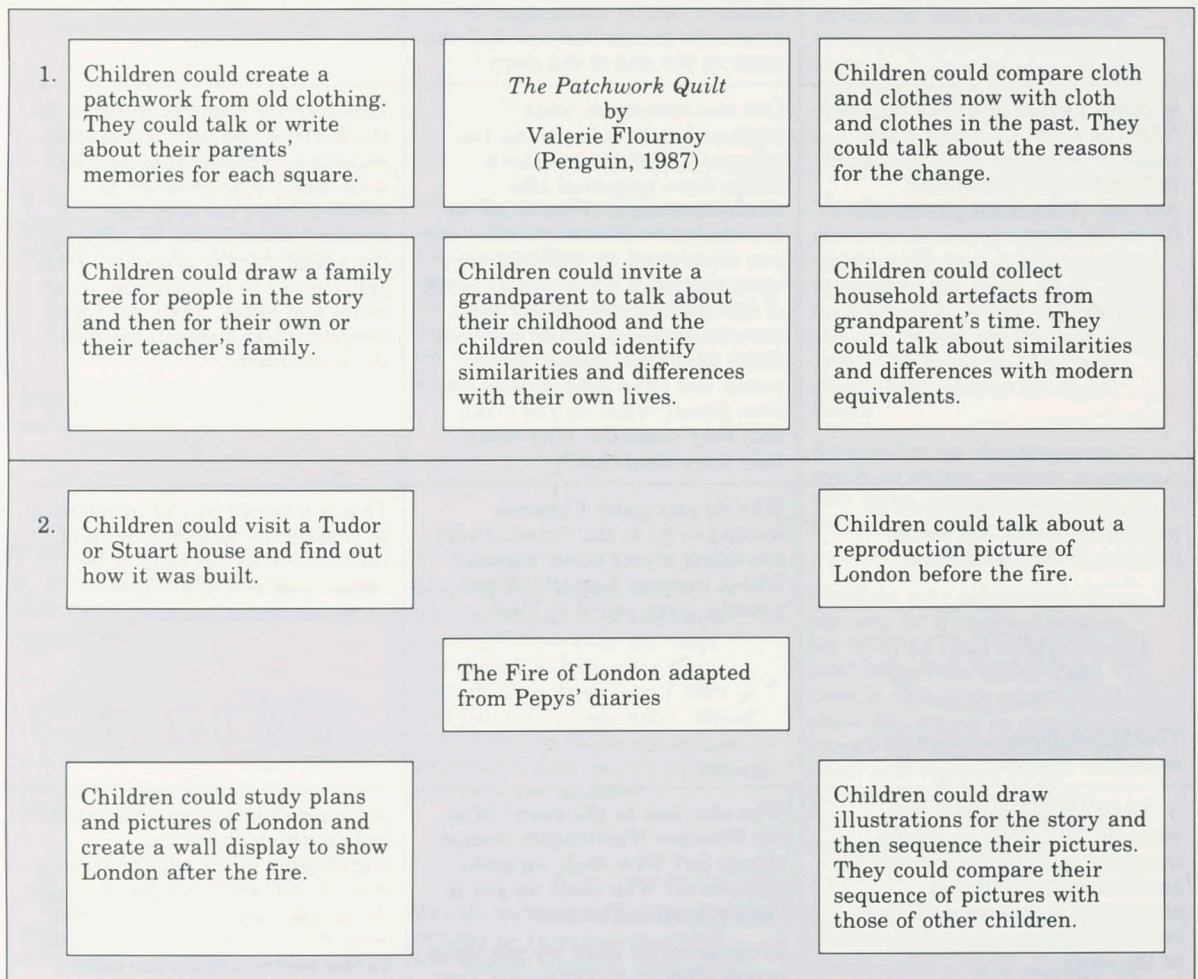 1.
Children could create a
patchwork from old clothing.
They could talk or write
about their parents'
memories for each square.
The Patchwork Quilt
by
Valerie Flournoy
(Penguin, 1987)
Children could compare cloth
and clothes now with cloth
and clothes in the past. They
could talk about the reasons
for the change.
Children could draw a family
tree for people in the story
and then for their own or
their teacher's family.
Children could invite a
grandparent to talk about
their childhood and the
children could identify
similarities and differences
with their own lives.
Children could collect
household artefacts from
grandparent's time. They
could talk about similarities
and differences with modern
equivalents.
2.
Children could visit a Tudor
or Stuart house and find out
how it was built.
Children could talk about a
reproduction picture of
London before the fire.
The Fire of London adapted
from Pepys' diaries
Children could study plans
and pictures of London and
create a wall display to show
London after the fire.
Children could draw
illustrations for the story and
then sequence their pictures.
They could compare their
sequence of pictures with
those of other children.